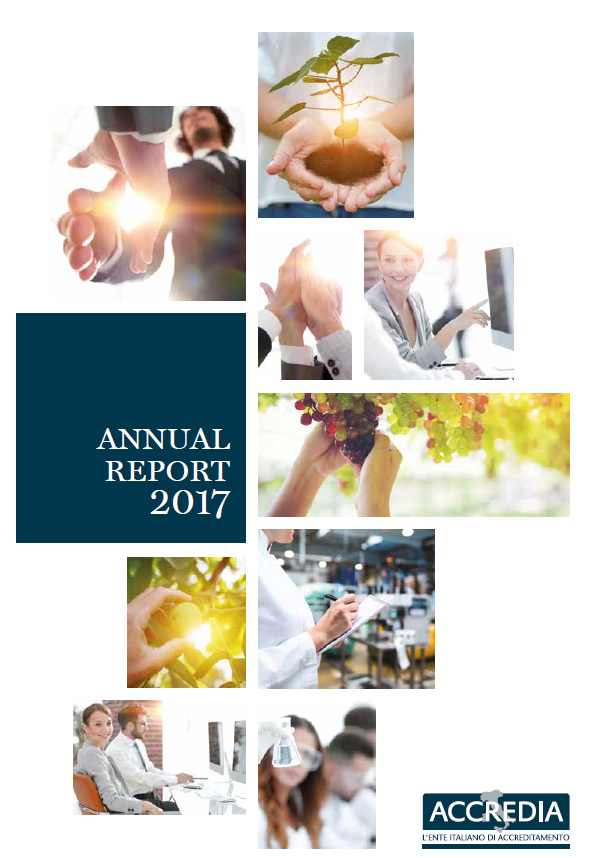 ANNUAL
REPORT
2017
ACCREDIA
L'ENTE ITALIANO DI ACCREDITAMENTO